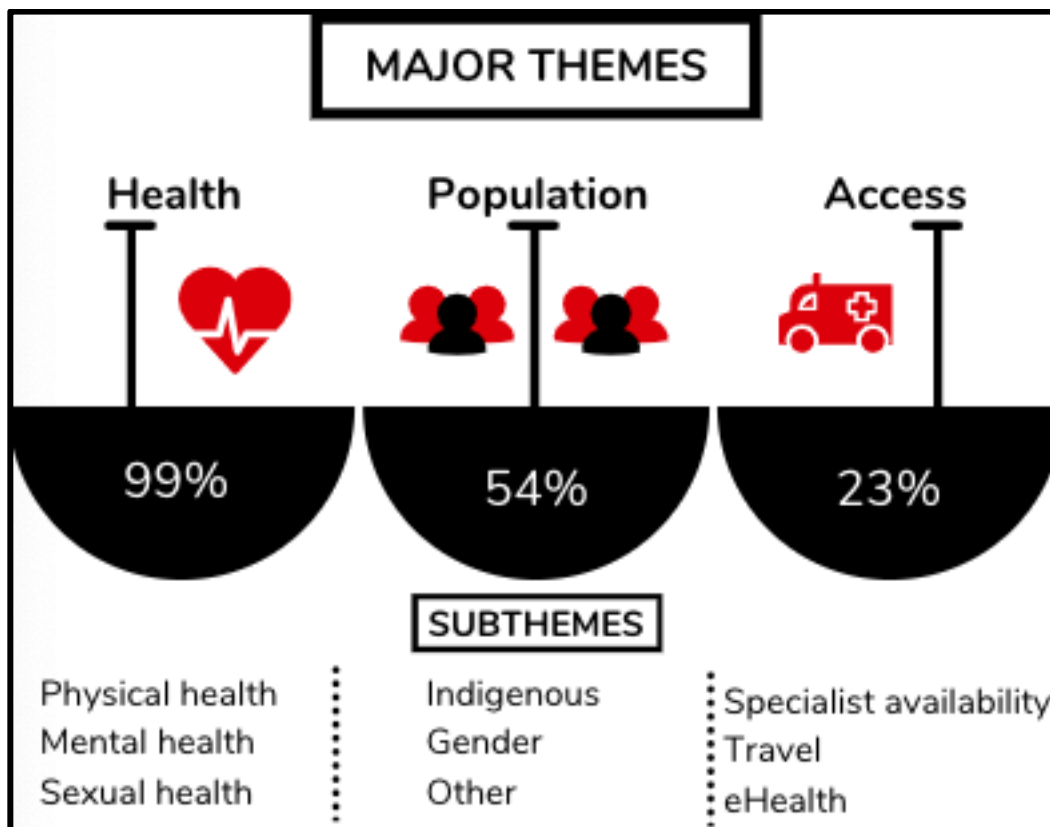 MAJOR THEMES
Health
Population
Access
99%
54%
23%
SUBTHEMES
Physical health
Mental health
Sexual health
Indigenous
Gender
Other
Specialist availability
Travel
eHealth